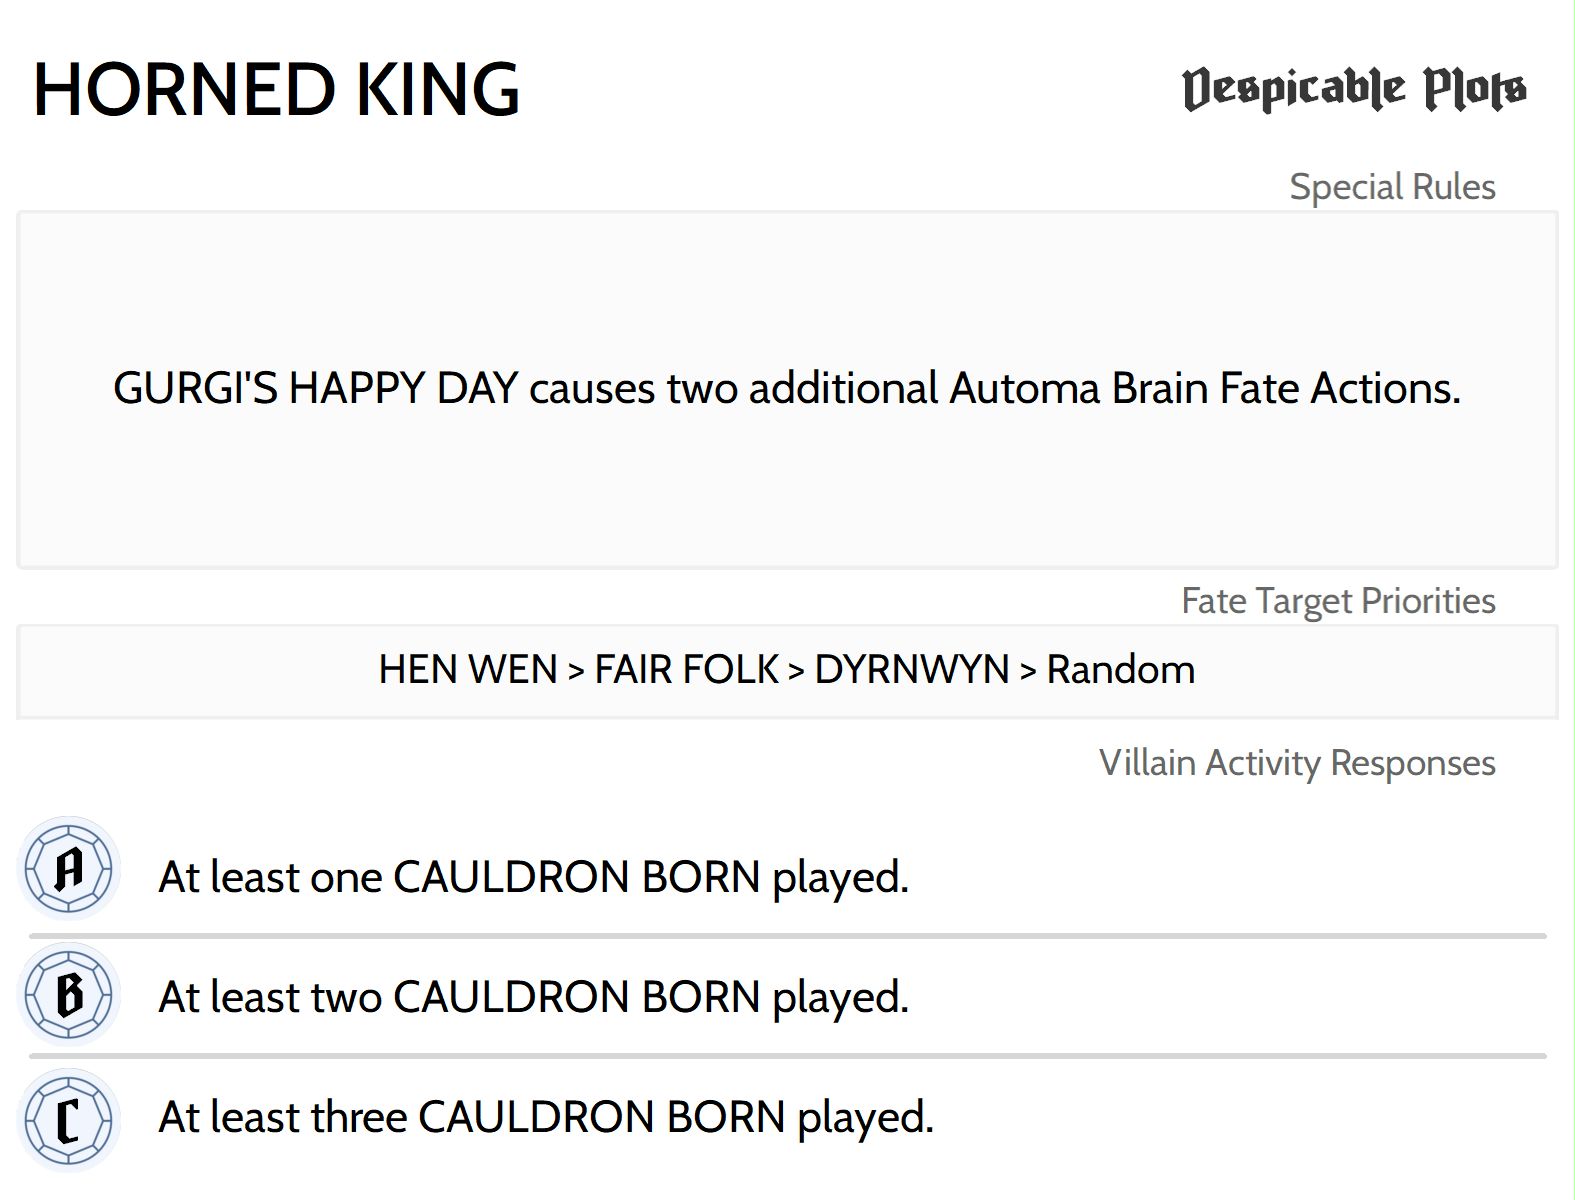 HORNED KING
Despicable Plots
Special Rules
GURGI'S HAPPY DAY causes two additional Automa Brain Fate Actions.
Fate Target Priorities
HEN WEN > FAIR FOLK > DYRNWYN > Random
Villain Activity Responses
A At least one CAULDRON BORN played.
B At least two CAULDRON BORN played.
C At least three CAULDRON BORN played.